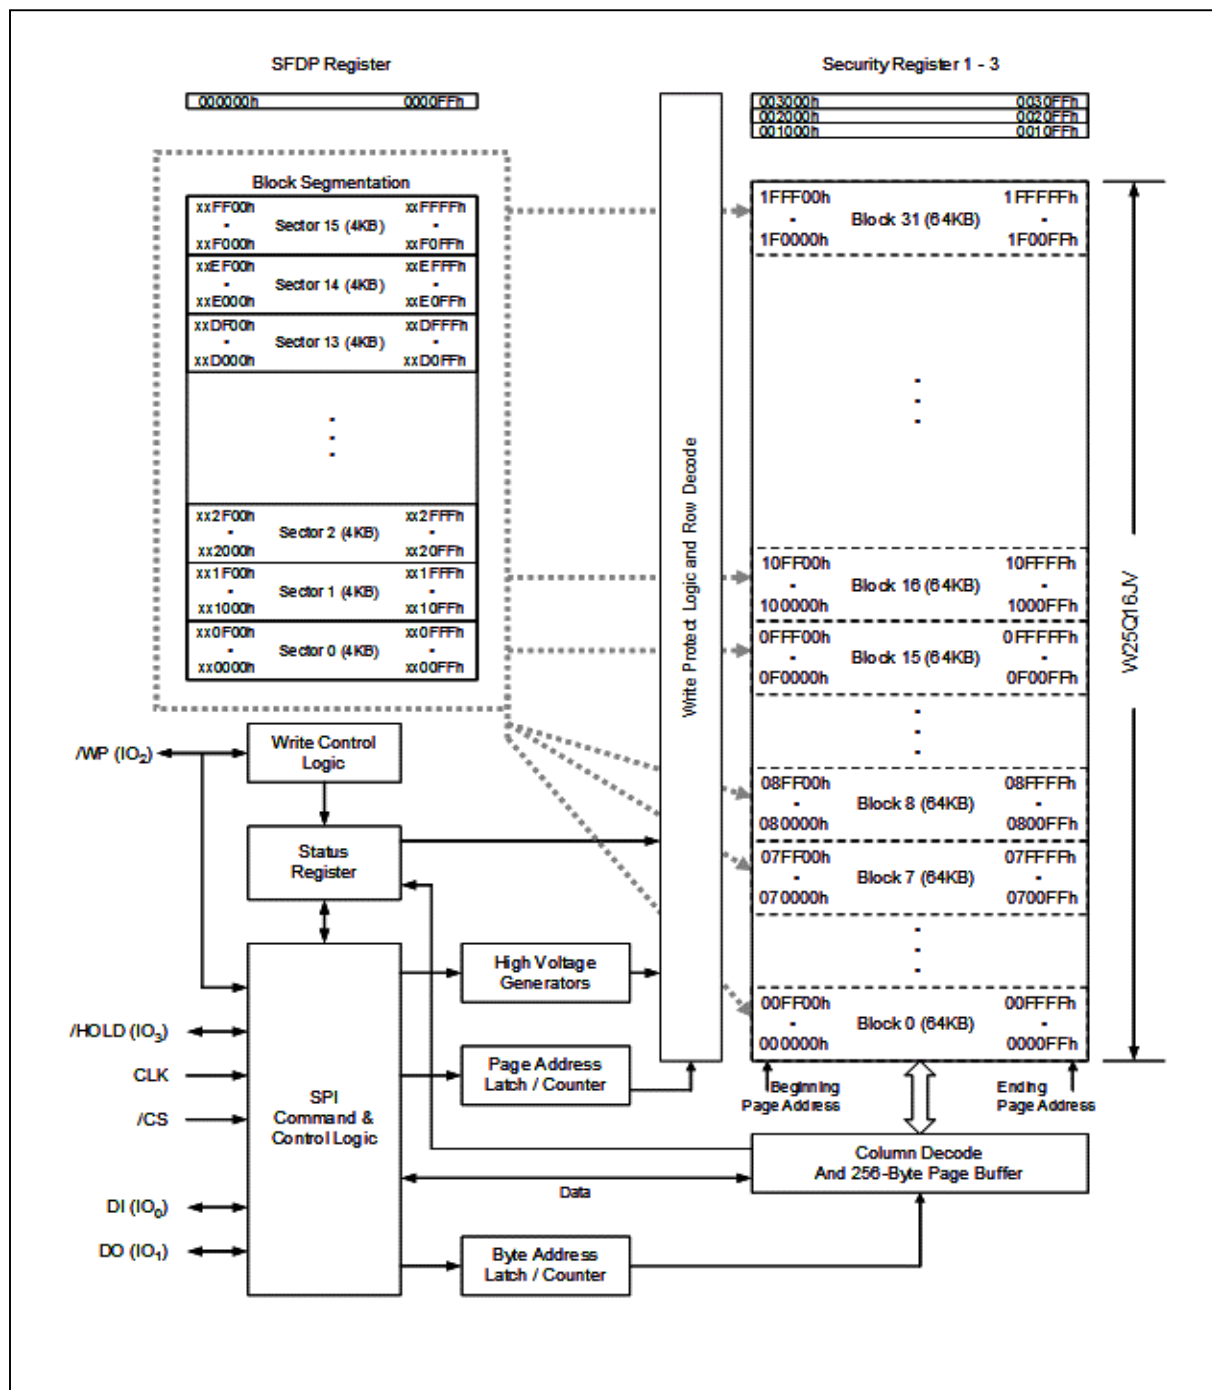 SFDP Register
000000h 0000FFh
Security Register 1 - 3
003000h 0030FFh
002000h 0020FFh
001000h 0010FFh
Block Segmentation
xxFF00h xxFFFFh
- Sector 15 (4KB) -
xxF000h xxF0FFh
xxEF00h xxEFFFh
- Sector 14 (4KB) -
xxE000h xxE0FFh
xxDF00h xxDFFFh
- Sector 13 (4KB) -
xxD000h xxD0FFh
xx2F00h xx2FFFh
- Sector 2 (4KB) -
xx2000h xx20FFh
xx1F00h xx1FFFh
- Sector 1 (4KB) -
xx1000h xx10FFh
xx0F00h xx0FFFh
- Sector 0 (4KB) -
xx0000h xx00FFh
Write Protect Logic and Row Decode
1FFF00h 1FFFFFh
- Block 31 (64KB) -
1F0000h 1F00FFh
10FF00h 10FFFFh
- Block 16 (64KB) -
100000h 1000FFh
0FFF00h 0FFFFFh
- Block 15 (64KB) -
0F0000h 0F00FFh
08FF00h 08FFFFh
- Block 8 (64KB) -
080000h 0800FFh
07FF00h 07FFFFh
- Block 7 (64KB) -
070000h 0700FFh
00FF00h 00FFFFh
- Block 0 (64KB) -
000000h 0000FFh
W25Q16JV
Beginning
Page Address
Ending
Page Address
/WP (IO2)
Write Control
Logic
Status
Register
High Voltage
Generators
/HOLD (IO3)
CLK
/CS
DI (IO0)
DO (IO1)
SPI
Command &
Control Logic
Page Address
Latch / Counter
Column Decode
And 256-Byte Page Buffer
Data
Byte Address
Latch / Counter